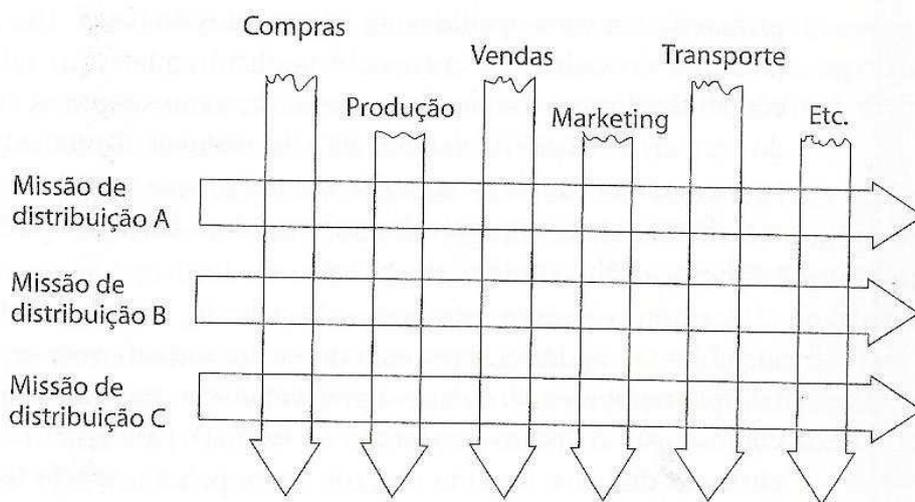 Compras
Vendas
Transporte
Produção
Marketing
Etc.
Missão de
distribuição A
Missão de
distribuição B
Missão de
distribuição C